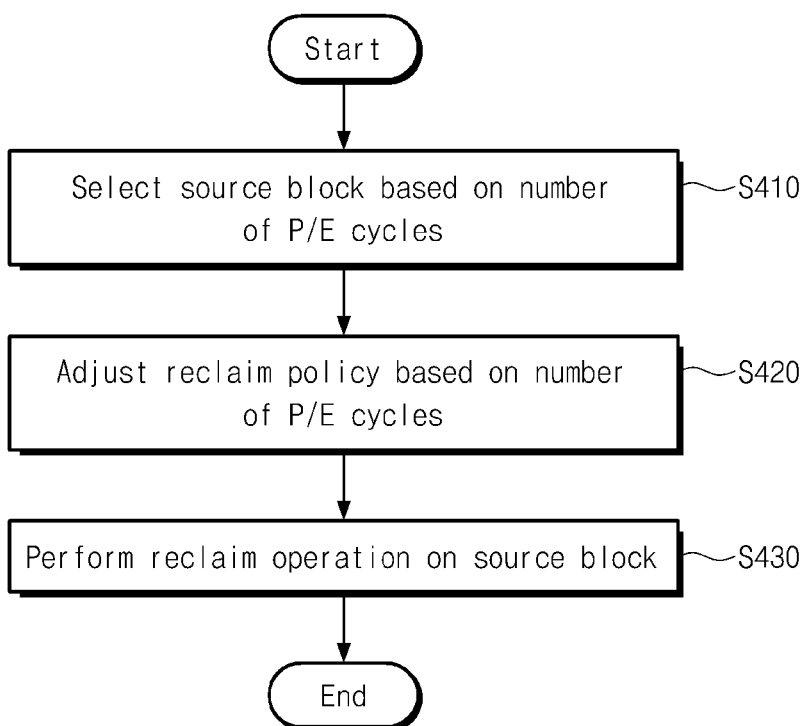 Start
Select source block based on number
of P/E cycles
S410
Adjust reclaim policy based on number
of P/E cycles
S420
Perform reclaim operation on source block
S430
End